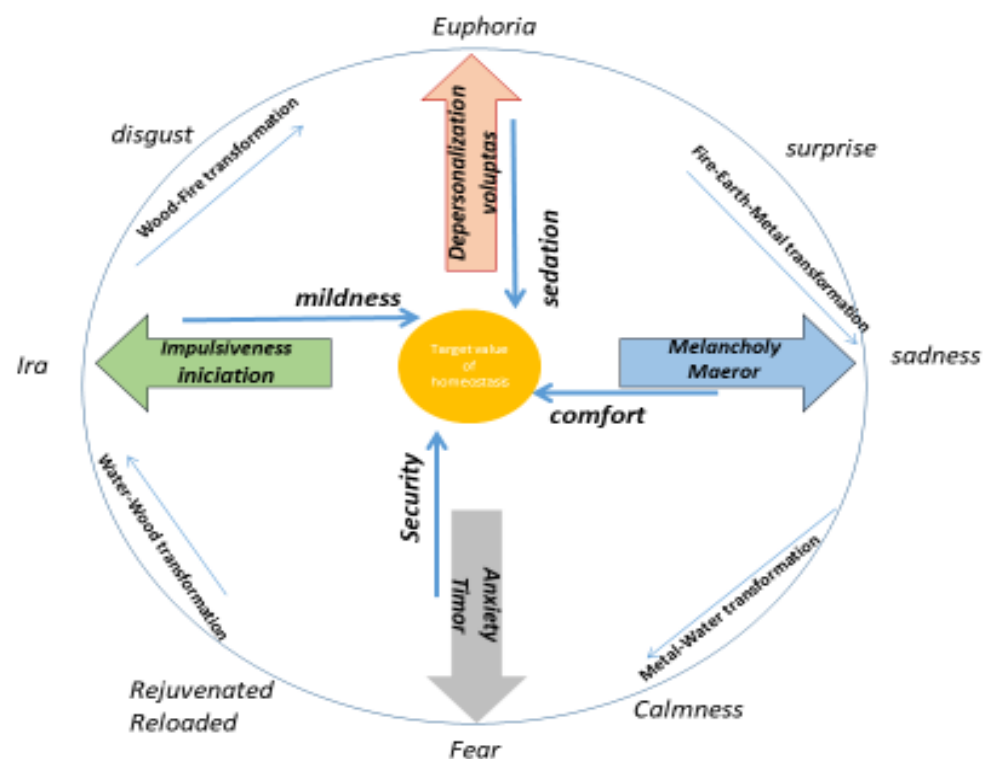 Euphoria
disgust
surprise
Wood-Fire transformation
Depersonalization
voluptas
sedation
Fire-Earth-Metal transformation
mildness
Ira
Impulsiveness
iniciation
Target value
of
homeostasis
Melancholy
Maeror
sadness
comfort
Security
Water-Wood transformation
Anxiety
Timor
Metal-Water transformation
Rejuvenated
Reloaded
Calmness
Fear